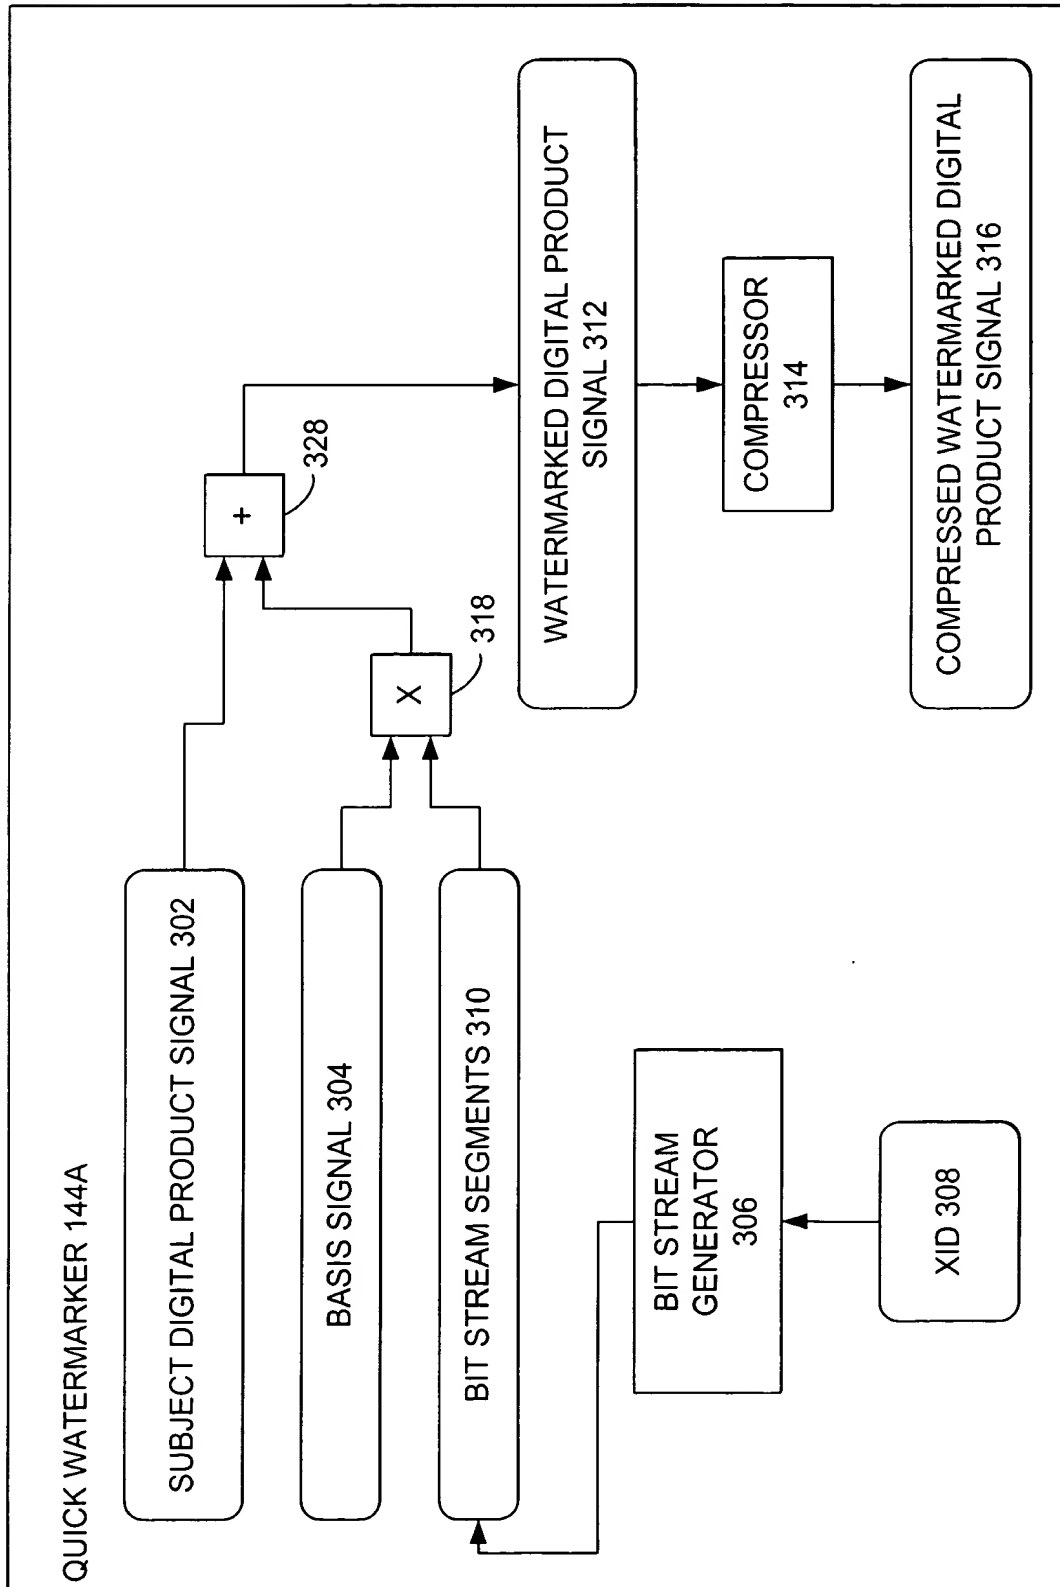 QUICK WATERMARKER 144A
SUBJECT DIGITAL PRODUCT SIGNAL 302
+
328
BASIS SIGNAL 304
X
318
BIT STREAM SEGMENTS 310
WATERMARKED DIGITAL PRODUCT
SIGNAL 312
BIT STREAM
GENERATOR
306
COMPRESSOR
314
XID 308
COMPRESSED WATERMARKED DIGITAL
PRODUCT SIGNAL 316